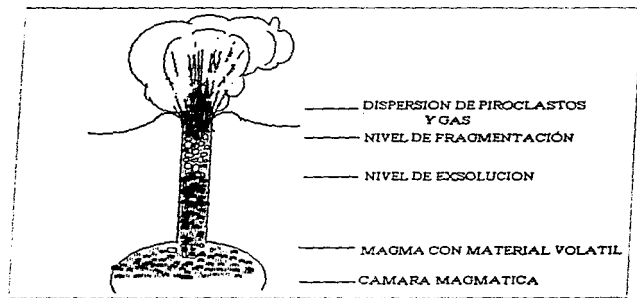 DISPERSION DE PIROCLASTOS
Y GAS
NIVEL DE FRAGMENTACIÓN
NIVEL DE EXSOLUCION
MAGMA CON MATERIAL VOLATIL
CAMARA MAGMATICA